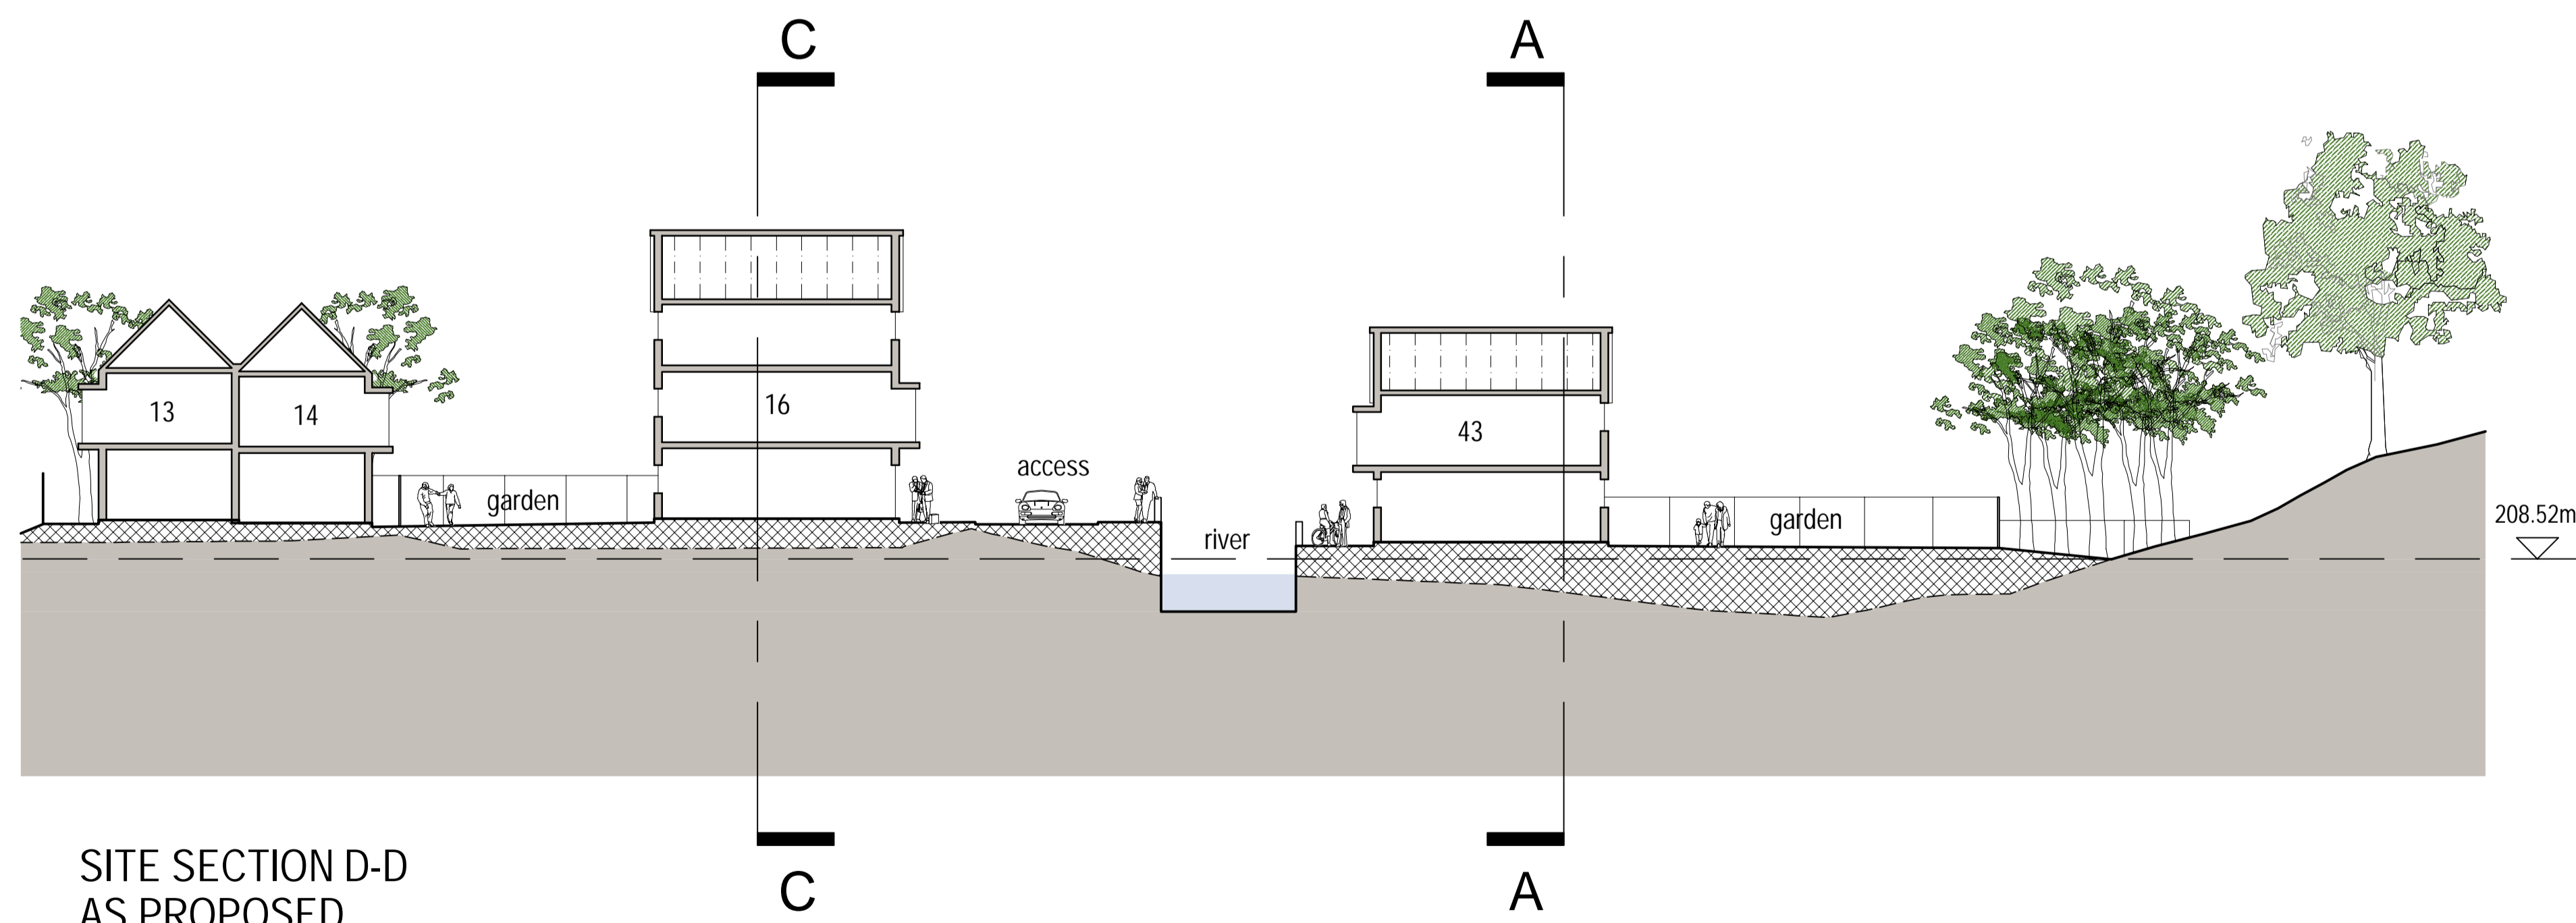 C
A
13
14
16
43
access
garden
garden
river
208.52m
SITE SECTION D-D
AS PROPOSED
C
A